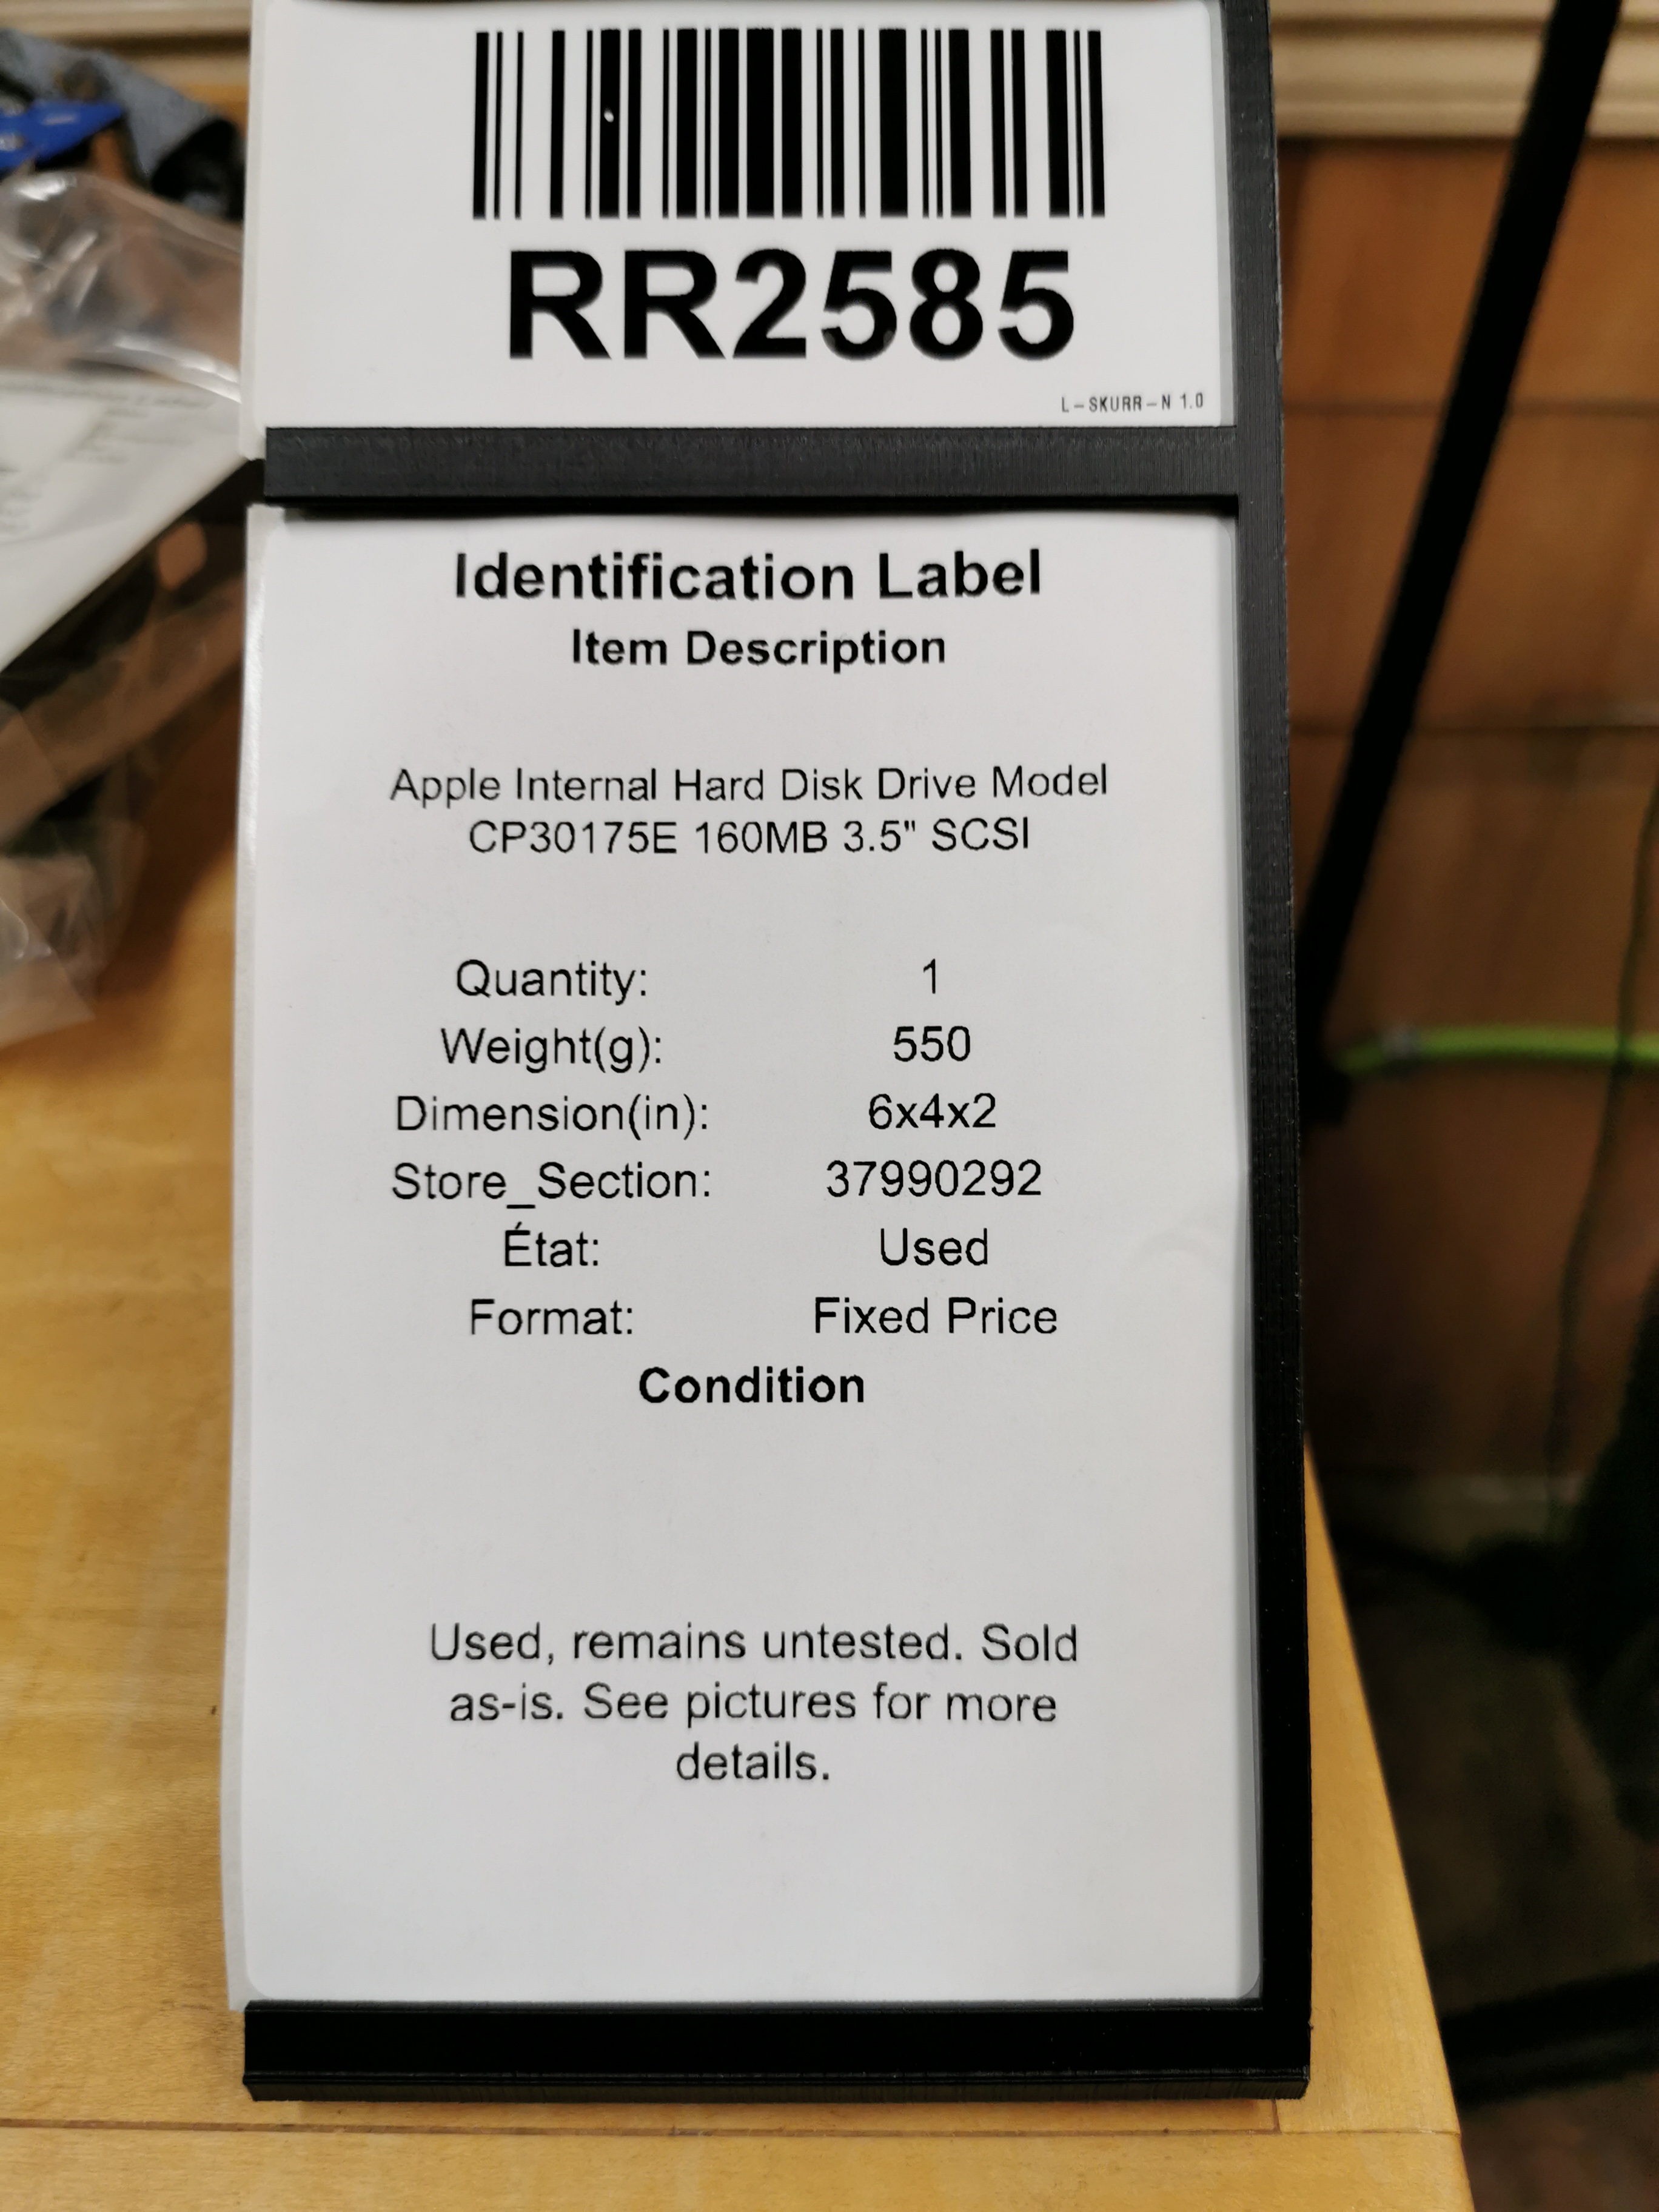 RR2585
L-SKURR-N 1.0
Identification Label
Item Description
Apple Internal Hard Disk Drive Model
CP30175E 160MB 3.5" SCSI
Quantity: 1
Weight(g): 550
Dimension(in): 6x4x2
Store_Section: 37990292
État: Used
Format: Fixed Price
Condition
Used, remains untested. Sold
as-is. See pictures for more
details.